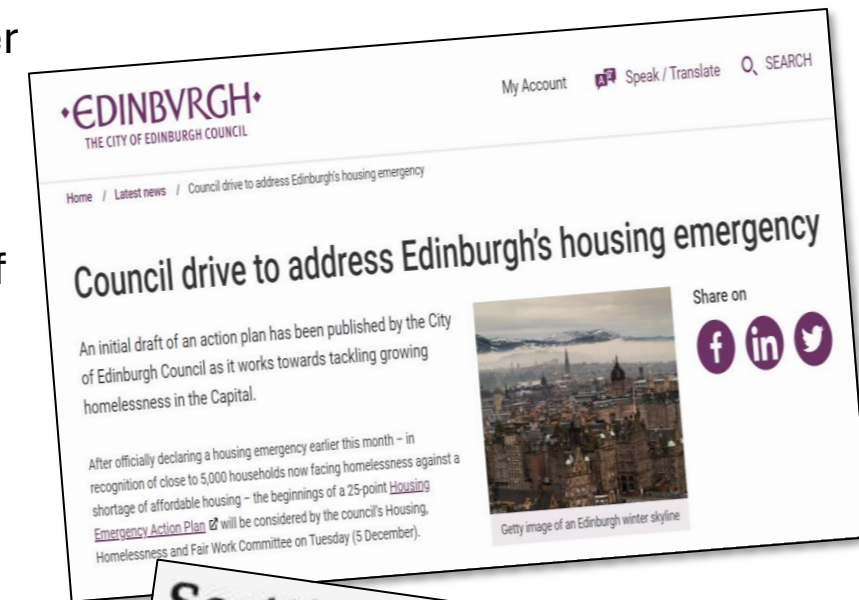 er
f
·EDINBVRGH·
THE CITY OF EDINBURGH COUNCIL
My Account
Speak / Translate
SEARCH
Home / Latest news / Council drive to address Edinburgh's housing emergency
Council drive to address Edinburgh's housing emergency
An initial draft of an action plan has been published by the City
of Edinburgh Council as it works towards tackling growing
homelessness in the Capital.
Share on
After officially declaring a housing emergency earlier this month – in
recognition of close to 5,000 households now facing homelessness against a
shortage of affordable housing – the beginnings of a 25-point Housing
Emergency Action Plan will be considered by the council's Housing,
Homelessness and Fair Work Committee on Tuesday (5 December).
Getty image of an Edinburgh winter skyline